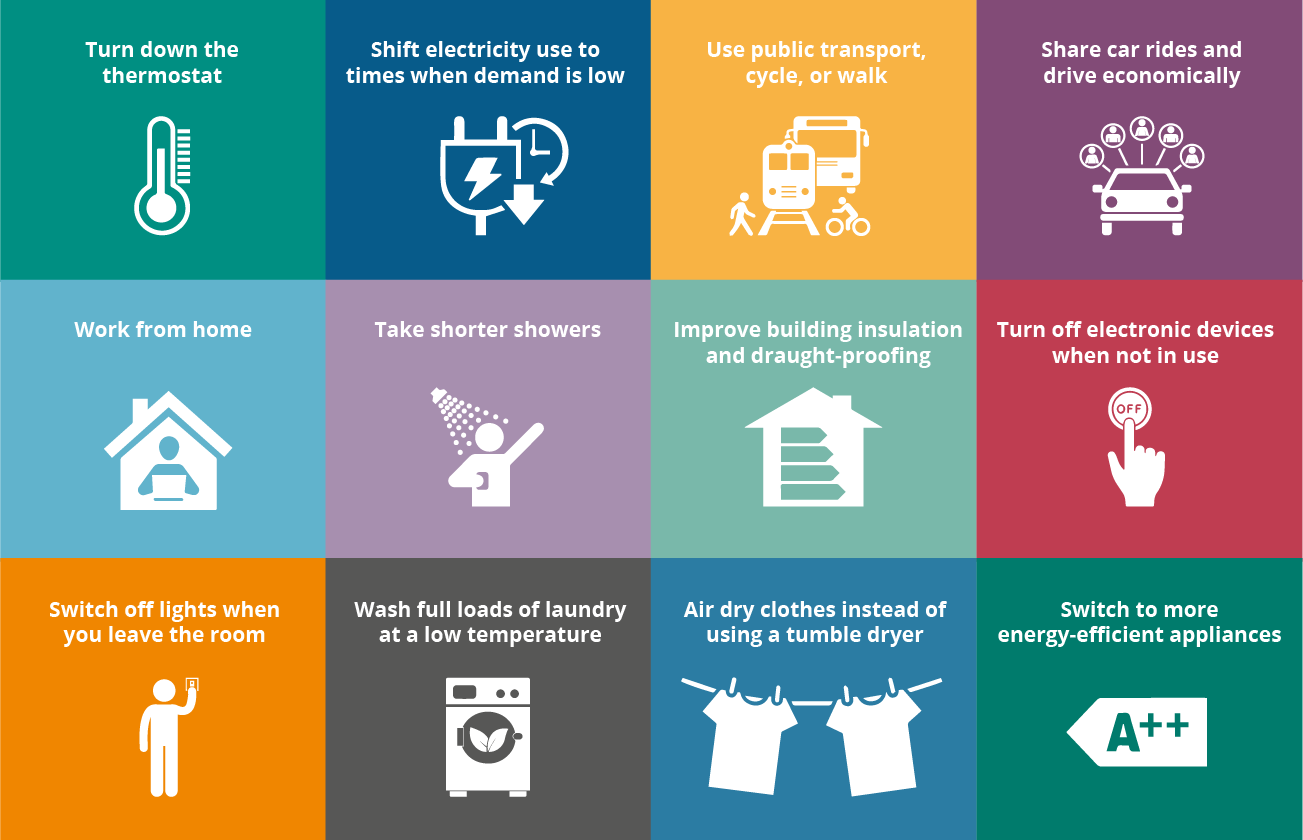 Turn down the
thermostat
Shift electricity use to
times when demand is low
Use public transport,
cycle, or walk
Share car rides and
drive economically
Work from home
Take shorter showers
Improve building insulation
and draught-proofing
Turn off electronic devices
when not in use
OFF
Switch off lights when
you leave the room
Wash full loads of laundry
at a low temperature
Air dry clothes instead of
using a tumble dryer
Switch to more
energy-efficient appliances
A++